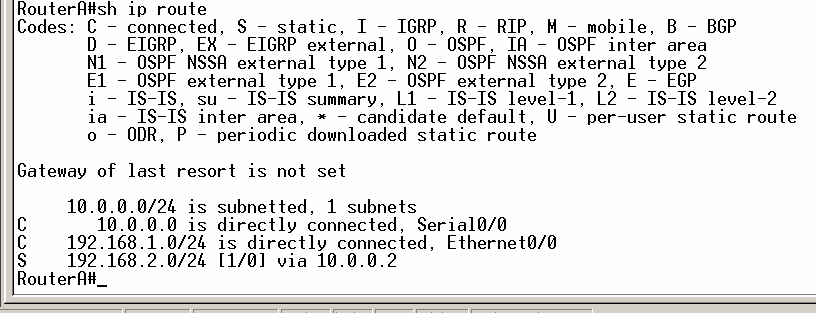 RouterA#sh ip route
Codes: C - connected, S - static, I - IGRP, R - RIP, M - mobile, B - BGP
       D - EIGRP, EX - EIGRP external, O - OSPF, IA - OSPF inter area
       N1 - OSPF NSSA external type 1, N2 - OSPF NSSA external type 2
       E1 - OSPF external type 1, E2 - OSPF external type 2, E - EGP
       i - IS-IS, su - IS-IS summary, L1 - IS-IS level-1, L2 - IS-IS level-2
       ia - IS-IS inter area, * - candidate default, U - per-user static route
       o - ODR, P - periodic downloaded static route
Gateway of last resort is not set
     10.0.0.0/24 is subnetted, 1 subnets
C       10.0.0.0 is directly connected, Serial0/0
C    192.168.1.0/24 is directly connected, Ethernet0/0
S    192.168.2.0/24 [1/0] via 10.0.0.2
RouterA#_